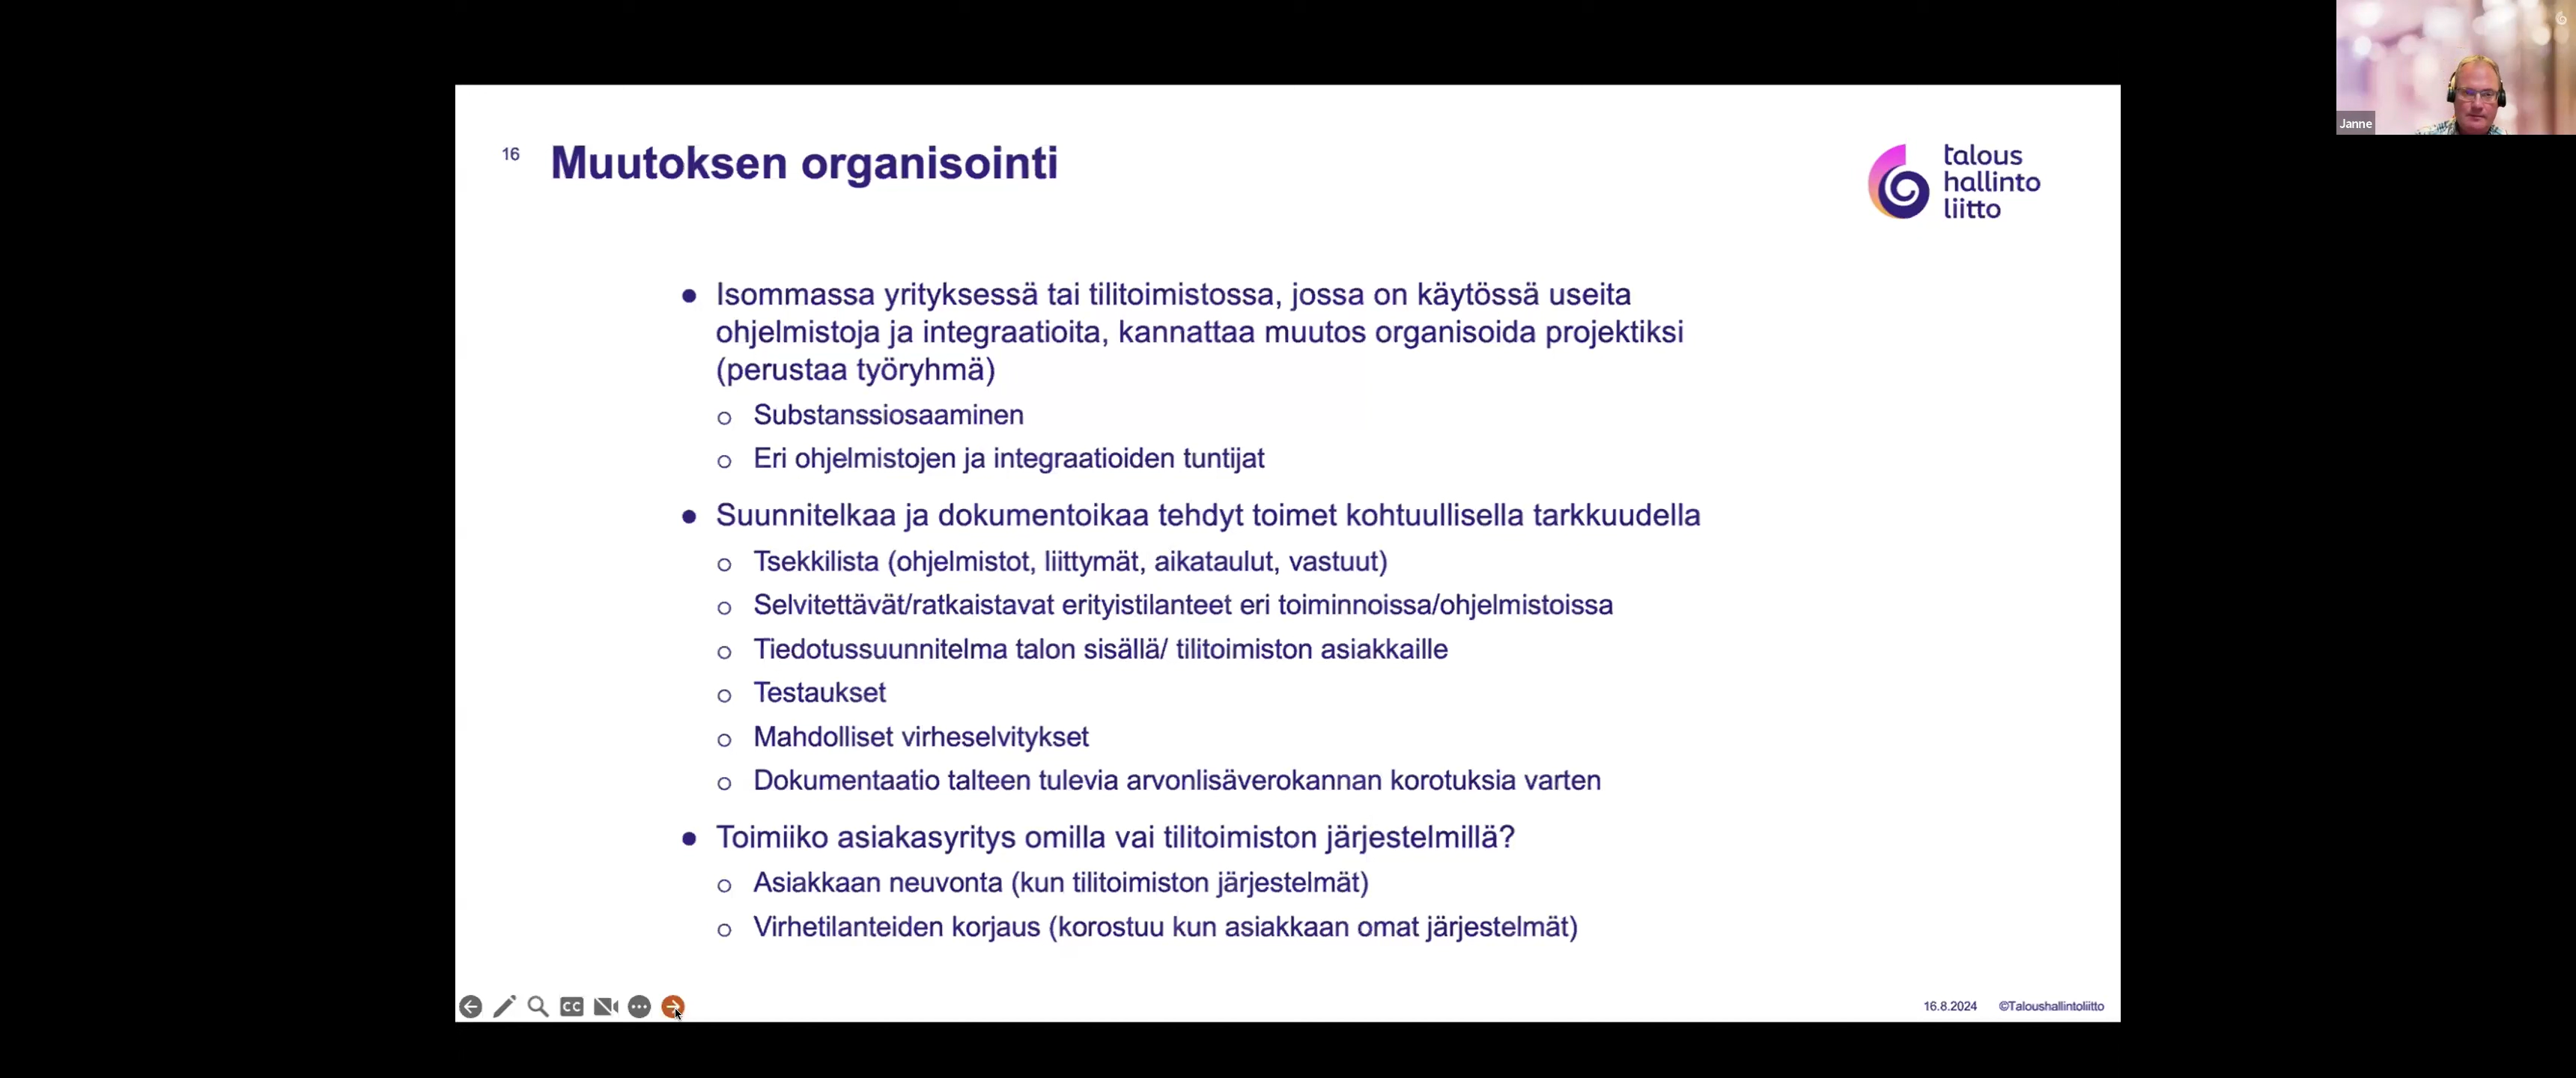 Janne
16
Muutoksen organisointi
talous
hallinto
liitto
● Isommassa yrityksessä tai tilitoimistossa, jossa on käytössä useita
ohjelmistoja ja integraatioita, kannattaa muutos organisoida projektiksi
(perustaa työryhmä)
o Substanssiosaaminen
o Eri ohjelmistojen ja integraatioiden tuntijat
● Suunnitelkaa ja dokumentoikaa tehdyt toimet kohtuullisella tarkkuudella
o Tsekkilista (ohjelmistot, liittymät, aikataulut, vastuut)
o Selvitettävät/ratkaistavat erityistilanteet eri toiminnoissa/ohjelmistoissa
o Tiedotussuunnitelma talon sisällä/ tilitoimiston asiakkaille
o Testaukset
o Mahdolliset virheselvitykset
o Dokumentaatio talteen tulevia arvonlisäverokannan korotuksia varten
● Toimiiko asiakasyritys omilla vai tilitoimiston järjestelmillä?
o Asiakkaan neuvonta (kun tilitoimiston järjestelmät)
o Virhetilanteiden korjaus (korostuu kun asiakkaan omat järjestelmät)
CC
16.8.2024 ©Taloushallintoliitto